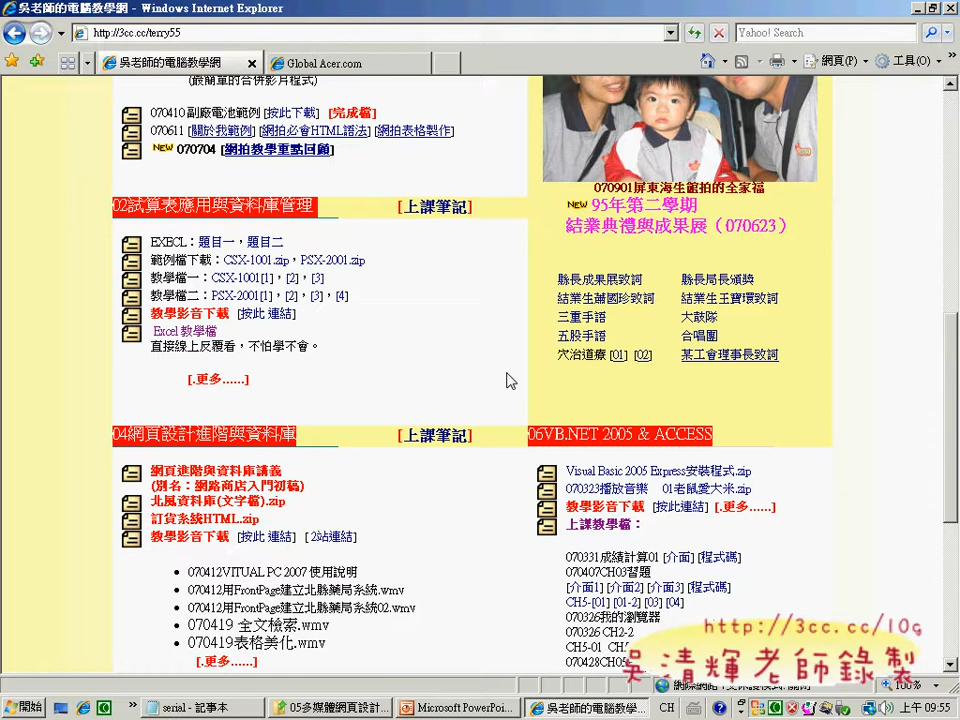 吳老師的電腦教學網 - Windows Internet Explorer
http://3cc.cc/terry55
Yahoo! Search
吳老師的電腦教學網
Global Acer.com
網頁(P)
工具(O)
(最簡單的合併影片程式)
070410 副廠電池範例 [按此下載] [完成檔]
070611 [關於我範例] [網拍必會HTML語法] [網拍表格製作]
NEW 070704 [網拍教學重點回顧]
070901屏東海生館拍的全家福
NEW 95年第二學期
結業典禮與成果展（070623）
02試算表應用與資料庫管理
[上課筆記]
EXECL：題目一，題目二
範例檔下載：CSX-1001.zip，PSX-2001.zip
教學檔一：CSX-1001[1]，[2]，[3]
教學檔二：PSX-2001[1]，[2]，[3]，[4]
教學影音下載 [按此 連結]
Excel 教學檔
直接線上反覆看，不怕學不會。
[.更多......]
縣長成果展致詞 縣長局長頒獎
結業生蕭國珍致詞 結業生王寶環致詞
三重手語 大鼓隊
五股手語 合唱團
穴治道療 [01] [02] 某工會理事長致詞
04網頁設計進階與資料庫
[上課筆記]
06VB.NET 2005 & ACCESS
網頁進階與資料庫講義
(別名：網路商店入門初稿)
北風資料庫(文字檔).zip
訂貨系統HTML.zip
教學影音下載 [按此 連結] [ 2站連結]
070412VITUAL PC 2007 使用說明
070412用FrontPage建立北縣藥局系統.wmv
070412用FrontPage建立北縣藥局系統02.wmv
070419 全文檢索.wmv
070419表格美化.wmv
[.更多......]
Visual Basic 2005 Express安裝程式.zip
070323播放音樂 01老鼠愛大米.zip
教學影音下載 [按此連結] [.更多......]
上課教學檔：
070331成績計算01 [介面] [程式碼]
070407CH03習題
[介面1] [介面2] [介面3] [程式碼]
CH5-[01] [01-2] [03] [04]
070326我的瀏覽器
070326 CH2-2
CH5-01
070428CH05
http://3cc.cc/10g
吳清輝老師錄製
100%
開始
serial - 記事本
05多媒體網頁設計...
Microsoft PowerPoi...
吳老師的電腦教學...
CH
上午 09:55